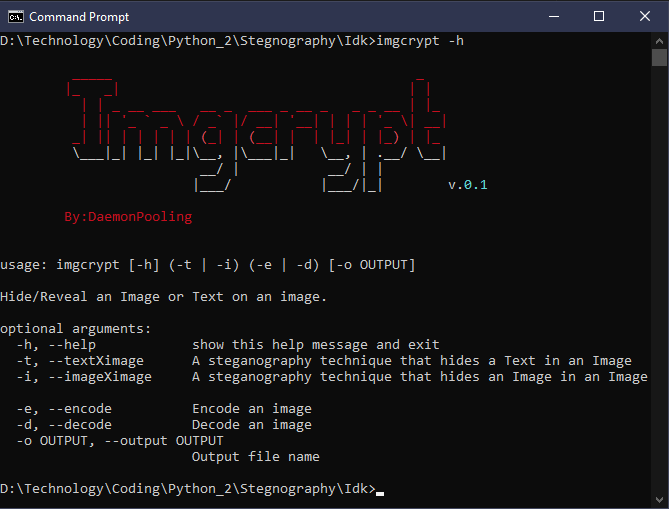 Command Prompt
D:\Technology\Coding\Python_2\Stegnography\Idk>imgcrypt -h
Imgcrypt
v.0.1
By:DaemonPooling
usage: imgcrypt [-h] (-t | -i) (-e | -d) [-o OUTPUT]
Hide/Reveal an Image or Text on an image.
optional arguments:
-h, --help show this help message and exit
-t, --textXimage A steganography technique that hides a Text in an Image
-i, --imageXimage A steganography technique that hides an Image in an Image
-e, --encode Encode an image
-d, --decode Decode an image
-o OUTPUT, --output OUTPUT
Output file name
D:\Technology\Coding\Python_2\Stegnography\Idk>